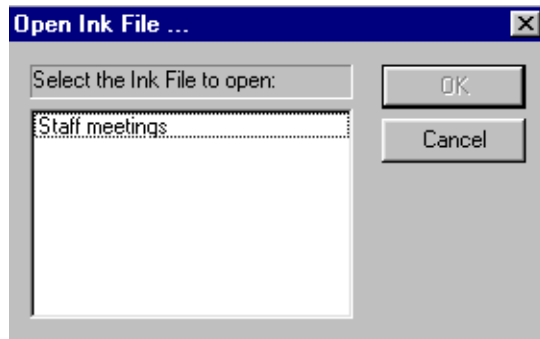 Open Ink File ...
Select the Ink File to open:
OK
Staff meetings
Cancel